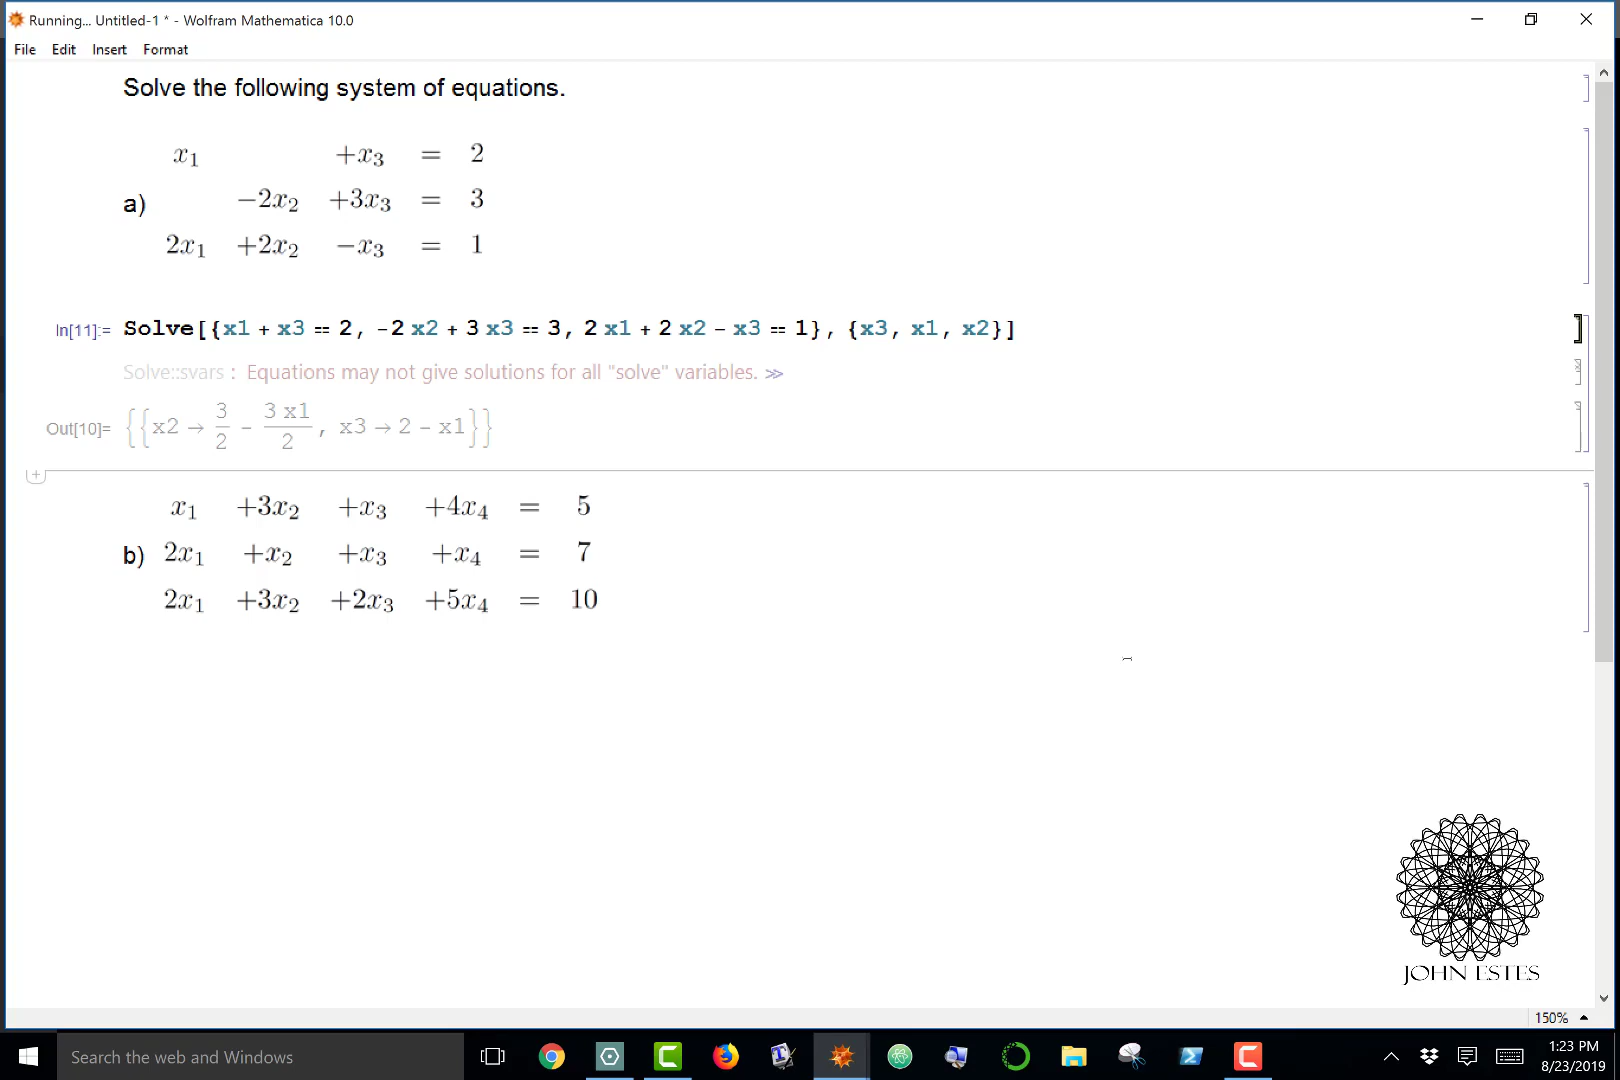 Running... Untitled-1 * - Wolfram Mathematica 10.0
File Edit Insert Format
Solve the following system of equations.
x₁ +x₃ = 2
a) −2x₂ +3x₃ = 3
2x₁ +2x₂ −x₃ = 1
In[11]:= Solve[{x1 + x3 == 2, -2 x2 + 3 x3 == 3, 2 x1 + 2 x2 - x3 == 1}, {x3, x1, x2}]
Solve::svars : Equations may not give solutions for all "solve" variables. ≫
Out[10]= {{x2 → 3/2 - 3 x1/2, x3 → 2 - x1}}
x₁ +3x₂ +x₃ +4x₄ = 5
b) 2x₁ +x₂ +x₃ +x₄ = 7
2x₁ +3x₂ +2x₃ +5x₄ = 10
JOHN ESTES
150%
Search the web and Windows
1:23 PM
8/23/2019